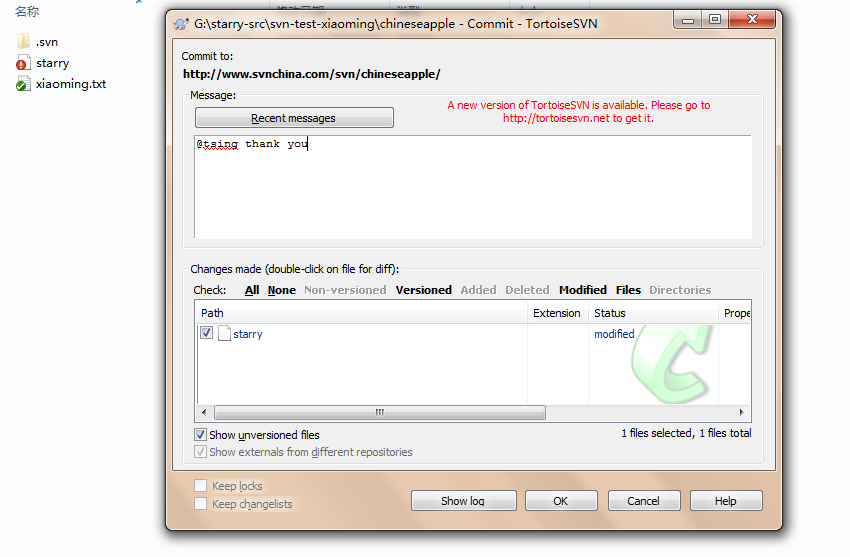 名称
.svn
starry
xiaoming.txt
G:\starry-src\svn-test-xiaoming\chineseapple - Commit - TortoiseSVN
Commit to:
http://www.svnchina.com/svn/chineseapple/
Message:
Recent messages
A new version of TortoiseSVN is available. Please go to
http://tortoisesvn.net to get it.
@tsing thank you
Changes made (double-click on file for diff):
Check: All None Non-versioned Versioned Added Deleted Modified Files Directories
Path Extension Status Prope
starry modified
Show unversioned files
1 files selected, 1 files total
Show externals from different repositories
Keep locks
Keep changelists
Show log OK Cancel Help